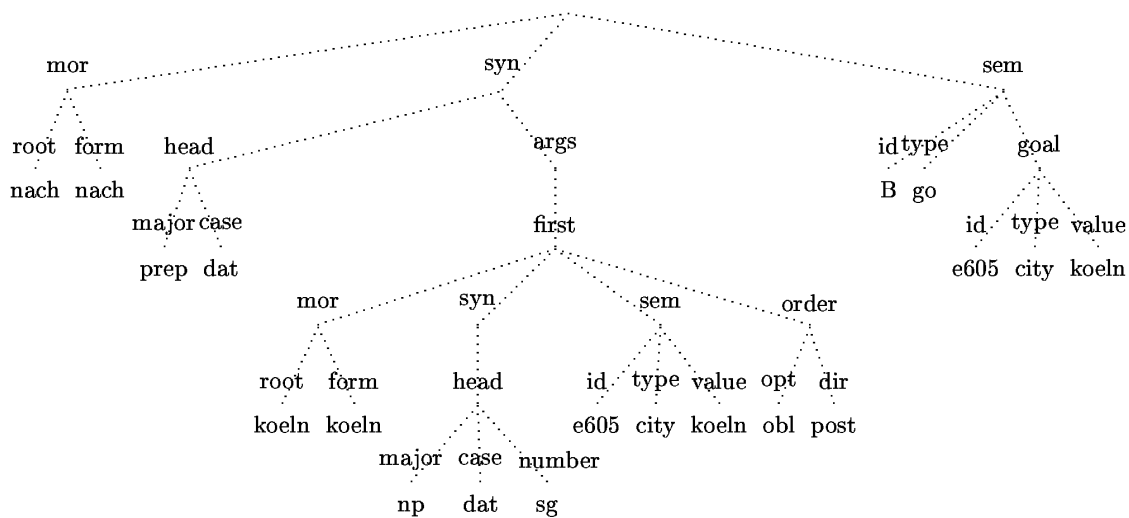 mor syn sem
root form head args id type goal
nach nach B go
major case first id type value
prep dat e605 city koeln
mor syn sem order
root form head id type value opt dir
koeln koeln e605 city koeln obl post
major case number
np dat sg